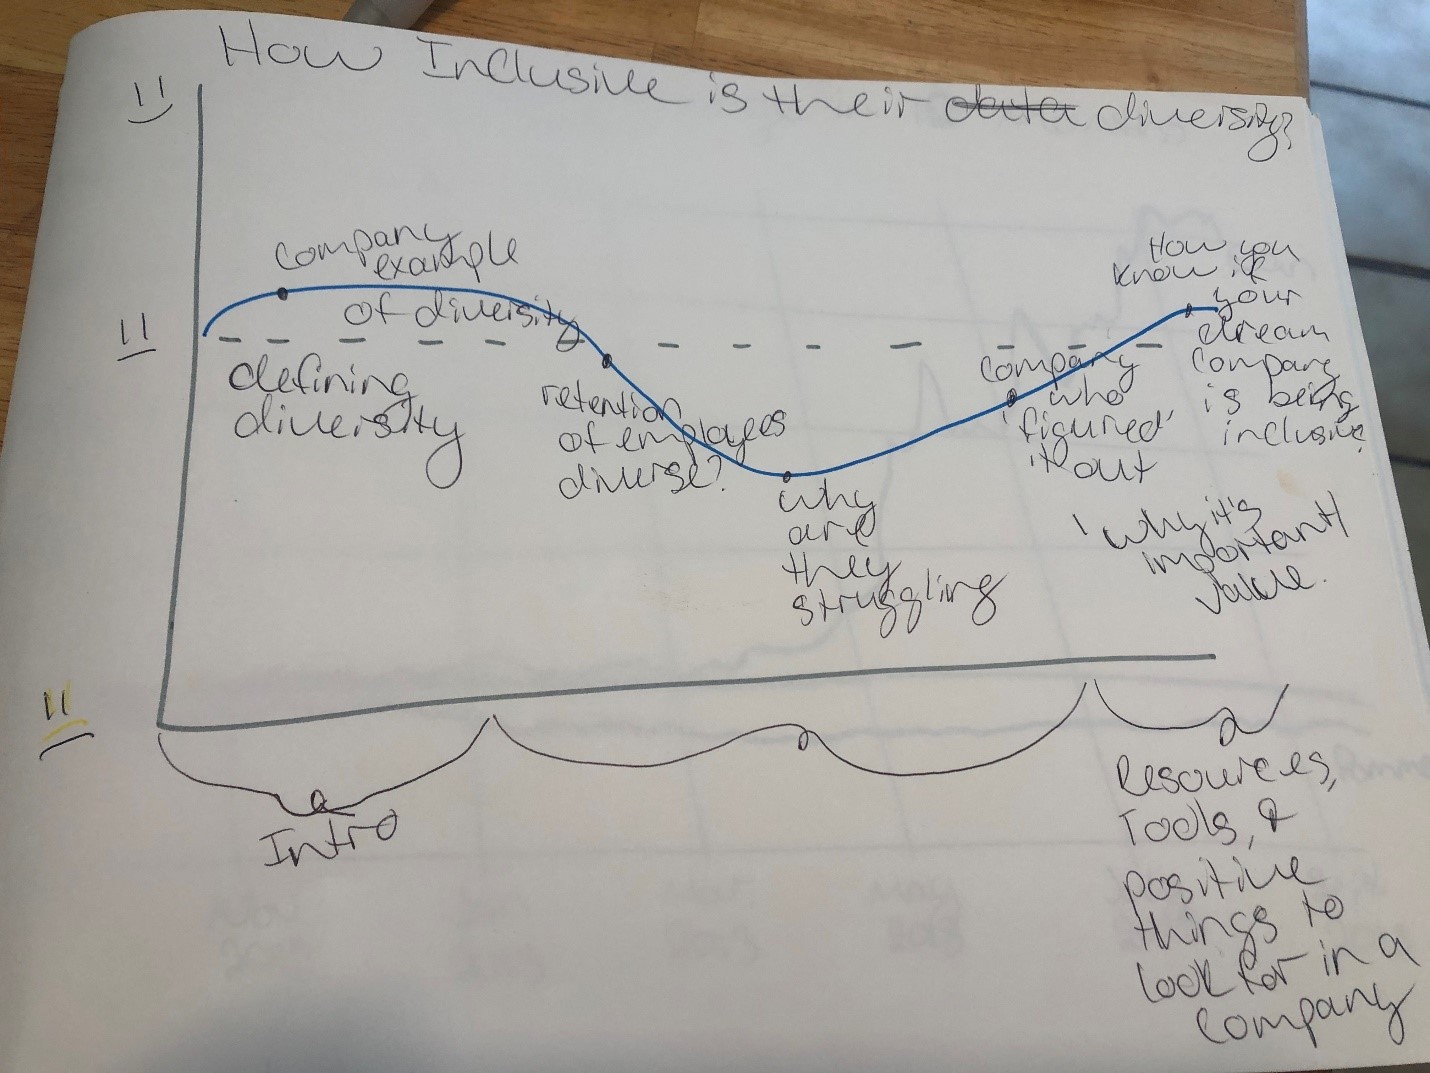 How Inclusive is their data diversity?
Company
example
of diversity
defining
diversity
retention
of employees
diverse?
why
are
they
struggling
Company
who
'figured'
it out
How you
know if
your
dream
company
is being
inclusive
'why it's
important/
value.
Intro
Resources,
Tools, &
positive
things to
look for in a
company